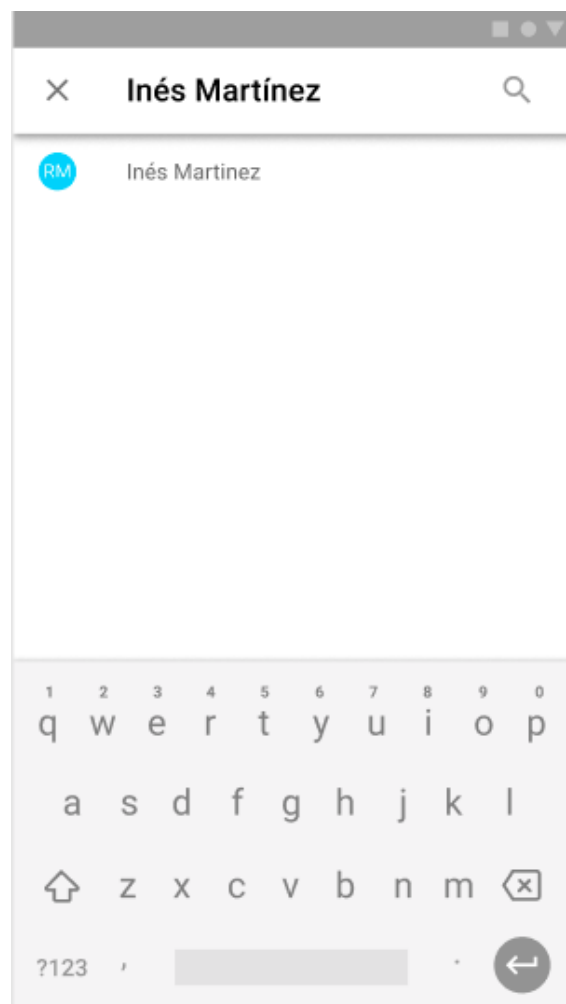 Inés Martínez
RM Inés Martinez
1 2 3 4 5 6 7 8 9 0
q w e r t y u i o p
a s d f g h j k l
z x c v b n m
?123 , .